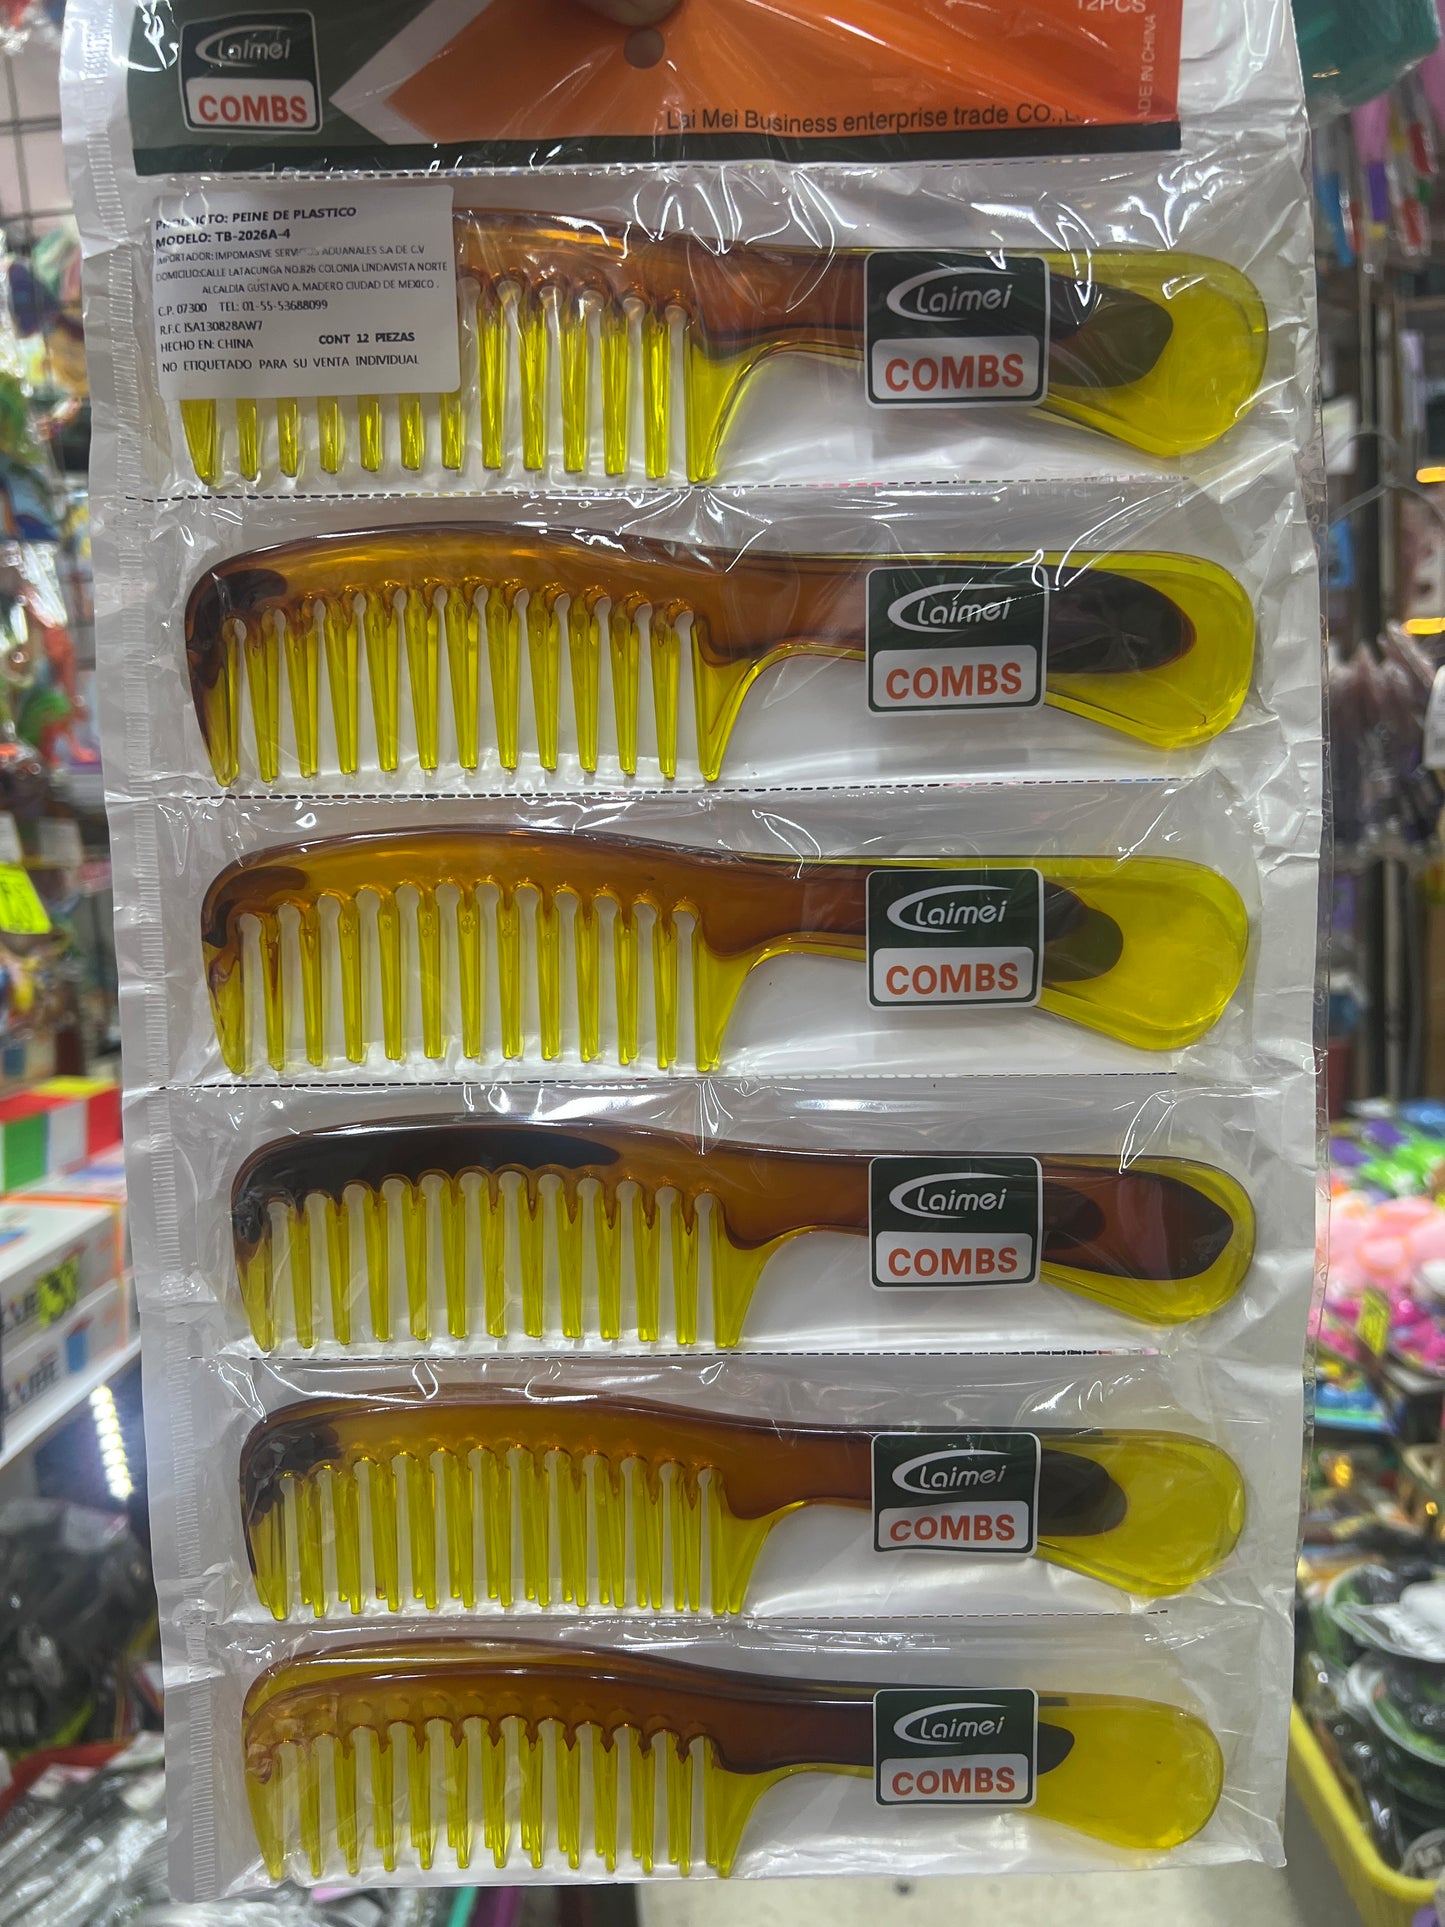 Laimei
COMBS
12PCS
MADE IN CHINA
Lai Mei Business enterprise trade CO.,L
PRODUCTO: PEINE DE PLASTICO
MODELO: TB-2026A-4
IMPORTADOR: IMPOMASIVE SERVICIOS ADUANALES S.A DE C.V
DOMICILIO:CALLE LATACUNGA NO.826 COLONIA LINDAVISTA NORTE
ALCALDIA GUSTAVO A. MADERO CIUDAD DE MEXICO .
C.P. 07300 TEL: 01-55-53688099
R.F.C ISA130828AW7
HECHO EN: CHINA CONT 12 PIEZAS
NO ETIQUETADO PARA SU VENTA INDIVIDUAL
Laimei
COMBS
Laimei
COMBS
Laimei
COMBS
Laimei
COMBS
Laimei
COMBS
Laimei
COMBS